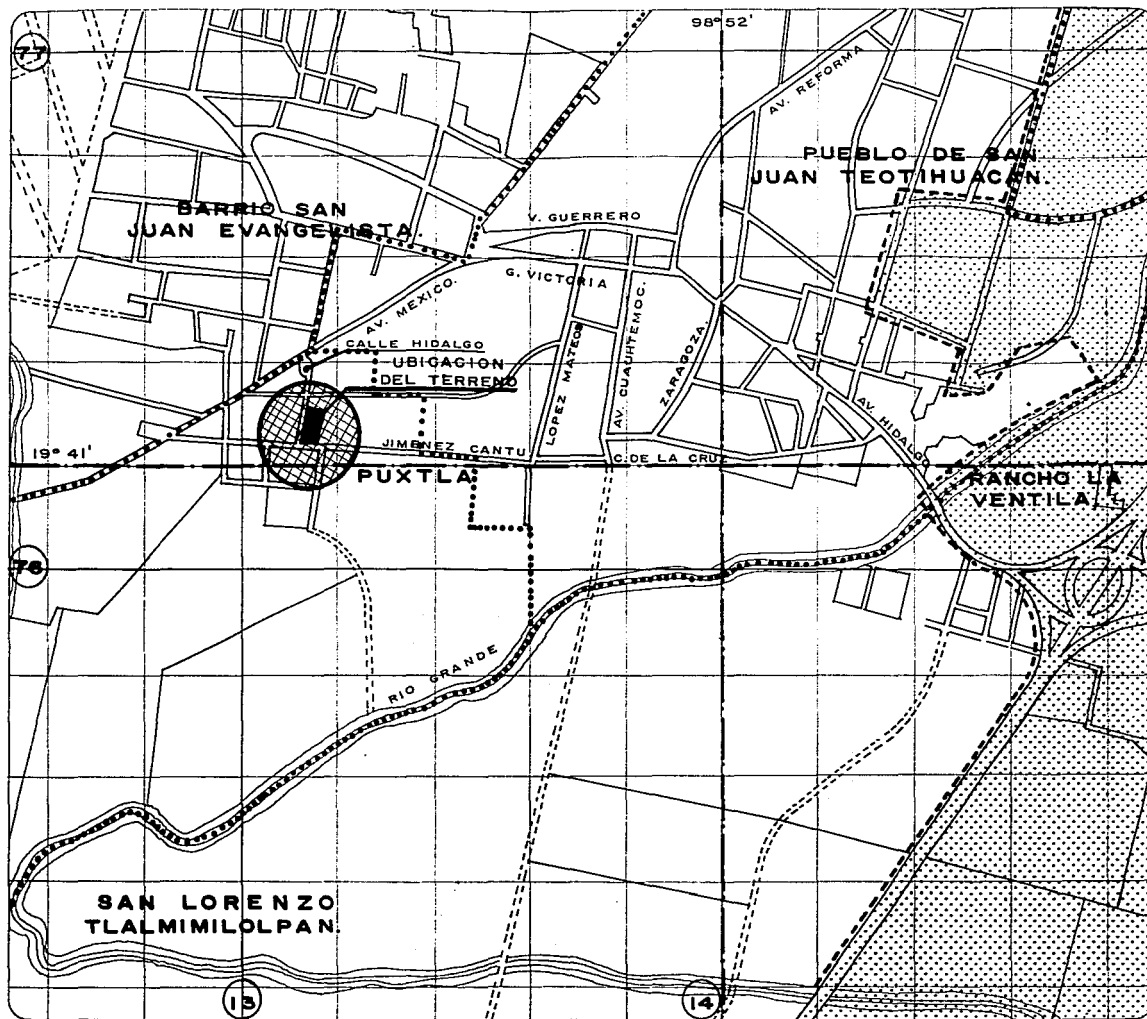 98° 52'
77
AV. REFORMA
PUEBLO DE SAN
JUAN TEOTIHUACAN.
BARRIO SAN
JUAN EVANGELISTA.
V. GUERRERO
G. VICTORIA
AV. MEXICO.
CALLE HIDALGO
UBICACION
DEL TERRENO
LOPEZ MATEOS
AV. CUAUHTEMOC.
ZARAGOZA.
AV. HIDALGO
19° 41'
JIMENEZ CANTU
C. DE LA CRUZ
PUXTLA
RANCHO LA
VENTILA.
76
RIO GRANDE
SAN LORENZO
TLALMIMILOLPAN.
13
14